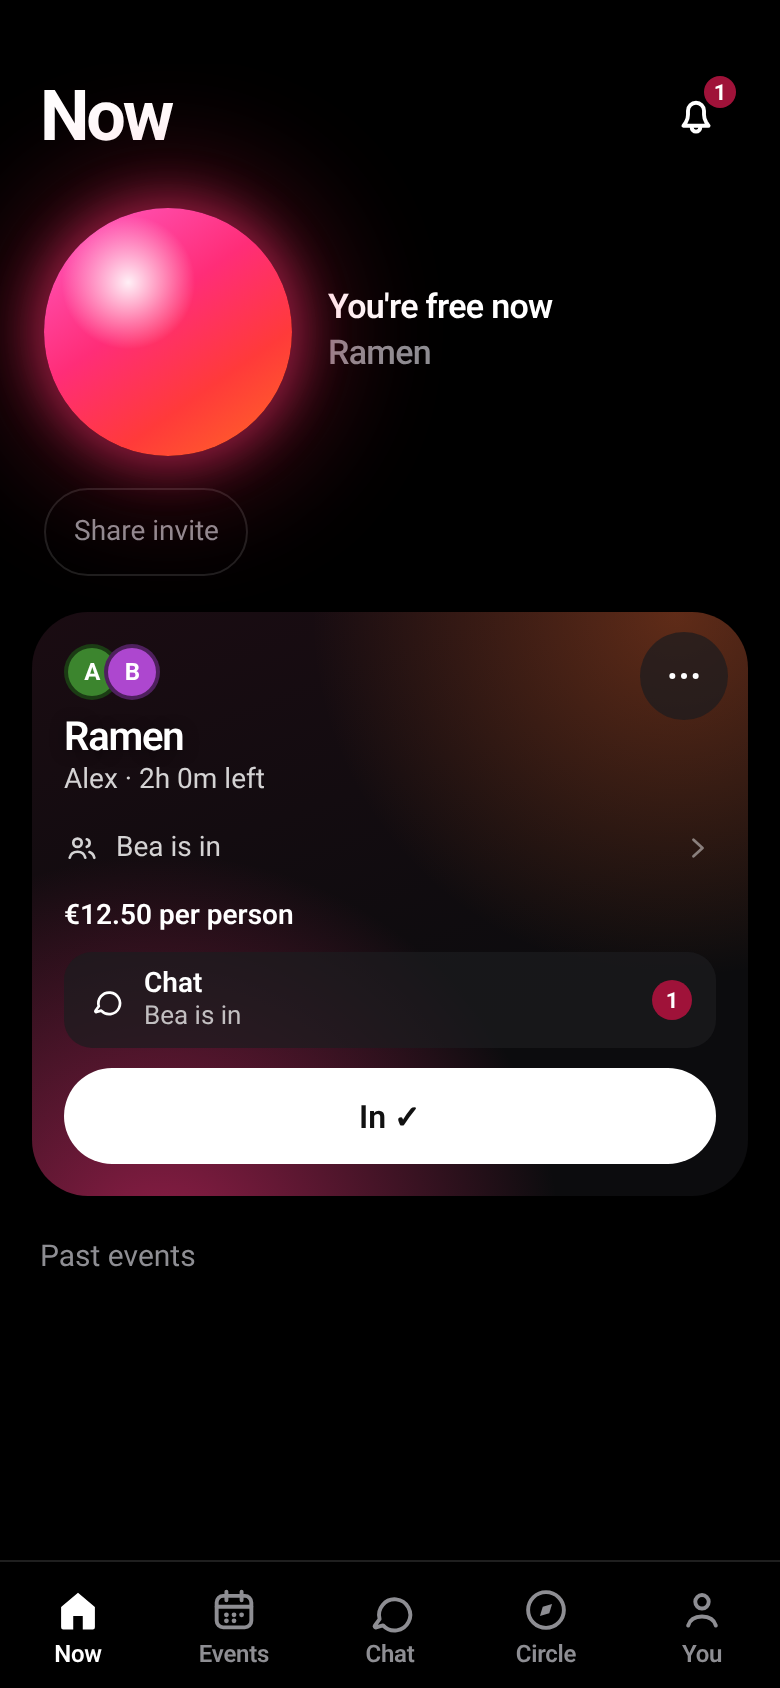 Now
1
You're free now
Ramen
Share invite
A B
Ramen
Alex · 2h 0m left
Bea is in
€12.50 per person
Chat
Bea is in
1
In ✓
Past events
Now Events Chat Circle You